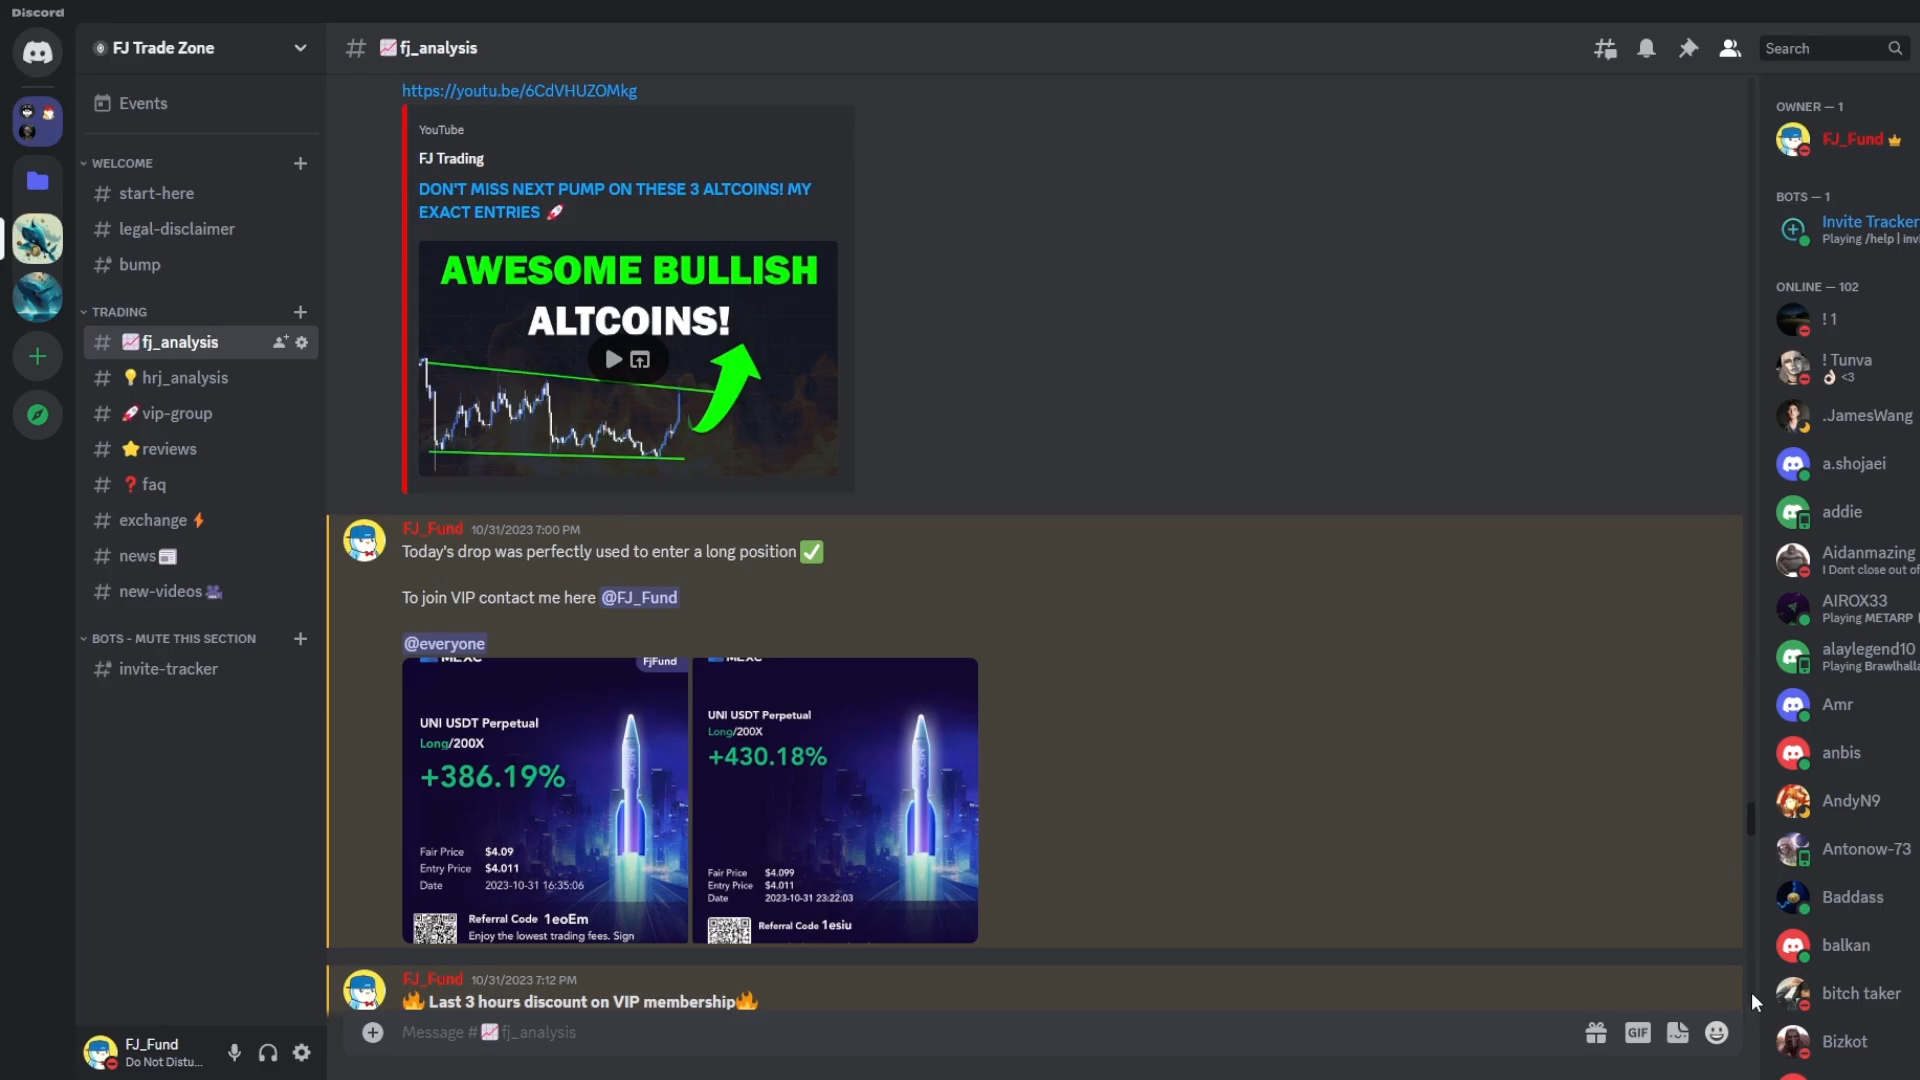 Discord
FJ Trade Zone
Events
WELCOME
start-here
legal-disclaimer
bump
TRADING
fj_analysis
hrj_analysis
vip-group
reviews
faq
exchange
news
new-videos
BOTS - MUTE THIS SECTION
invite-tracker
FJ_Fund
Do Not Distu...
fj_analysis
Search
https://youtu.be/6CdVHUZOMkg
YouTube
FJ Trading
DON'T MISS NEXT PUMP ON THESE 3 ALTCOINS! MY
EXACT ENTRIES 🚀
AWESOME BULLISH
ALTCOINS!
FJ_Fund 10/31/2023 7:00 PM
Today's drop was perfectly used to enter a long position ✅
To join VIP contact me here @FJ_Fund
@everyone
MEXC
FjFund
UNI USDT Perpetual
Long/200X
+386.19%
MEXC
Fair Price $4.09
Entry Price $4.011
Date 2023-10-31 16:35:06
Referral Code 1eoEm
Enjoy the lowest trading fees. Sign
MEXC
UNI USDT Perpetual
Long/200X
+430.18%
MEXC
Fair Price $4.099
Entry Price $4.011
Date 2023-10-31 23:22:03
Referral Code 1esiu
FJ_Fund 10/31/2023 7:12 PM
🔥 Last 3 hours discount on VIP membership🔥
Message #📈fj_analysis
GIF
OWNER — 1
FJ_Fund
BOTS — 1
Invite Tracker
Playing /help | invi
ONLINE — 102
! 1
! Tunva
👌 <3
.JamesWang
a.shojaei
addie
Aidanmazing
I Dont close out of
AIROX33
Playing METARP |
alaylegend10
Playing Brawlhalla
Amr
anbis
AndyN9
Antonow-73
Baddass
balkan
bitch taker
Bizkot